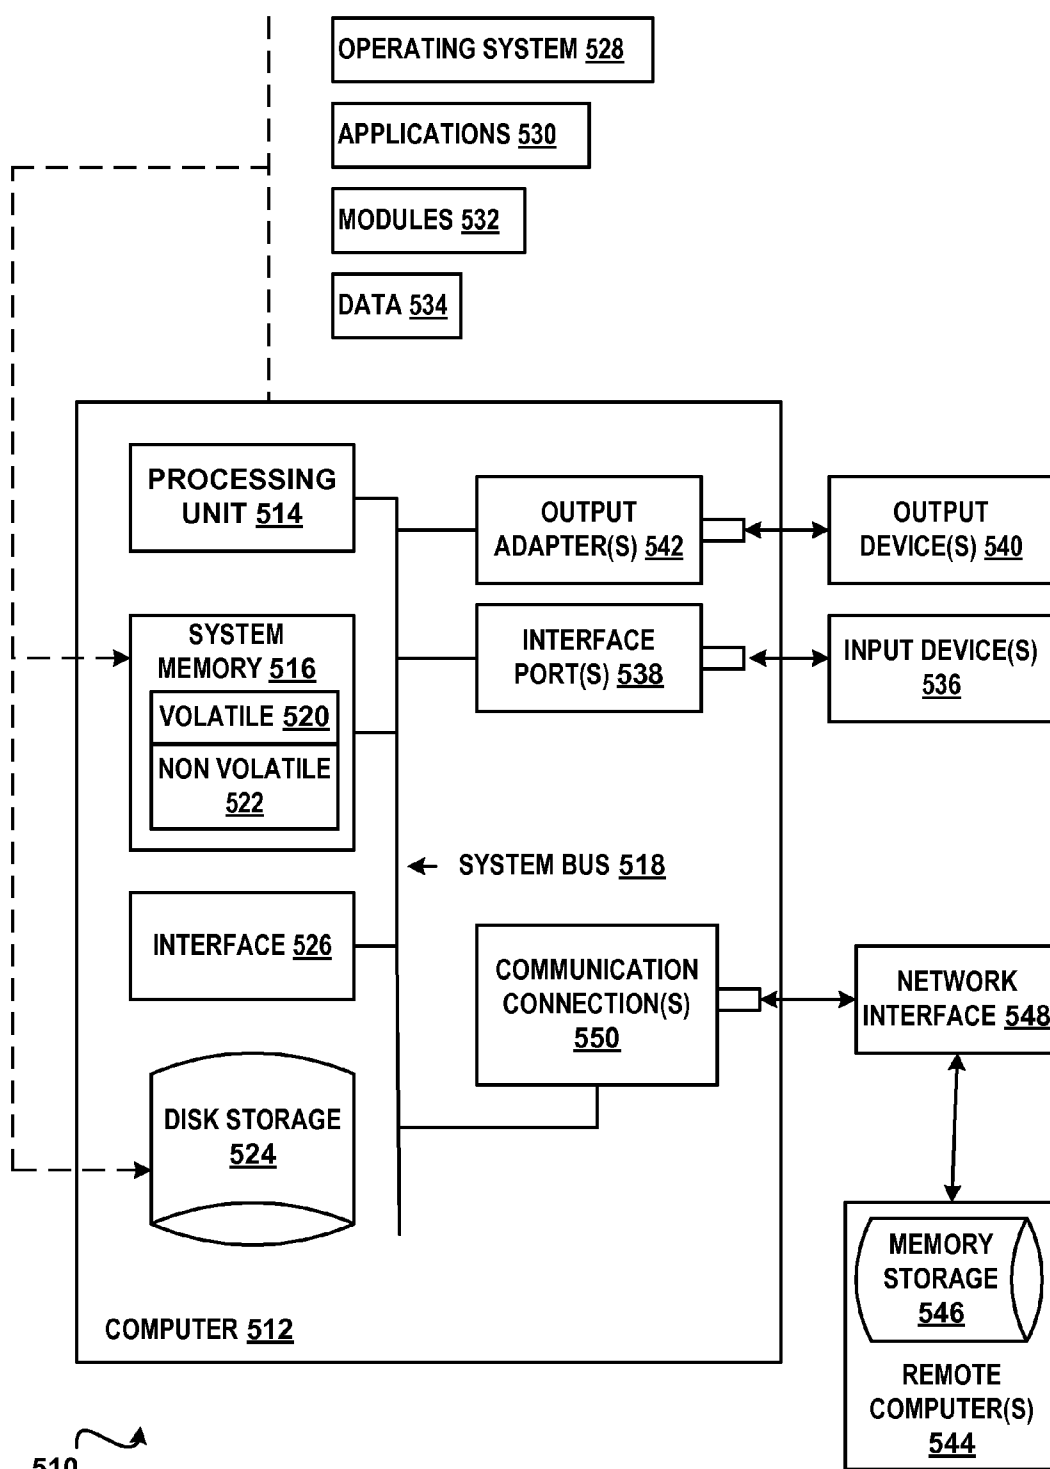 OPERATING SYSTEM 528
APPLICATIONS 530
MODULES 532
DATA 534
PROCESSING
UNIT 514
OUTPUT
ADAPTER(S) 542
OUTPUT
DEVICE(S) 540
SYSTEM
MEMORY 516
VOLATILE 520
NON VOLATILE
522
INTERFACE
PORT(S) 538
INPUT DEVICE(S)
536
SYSTEM BUS 518
INTERFACE 526
COMMUNICATION
CONNECTION(S)
550
NETWORK
INTERFACE 548
DISK STORAGE
524
MEMORY
STORAGE
546
REMOTE
COMPUTER(S)
544
COMPUTER 512
510